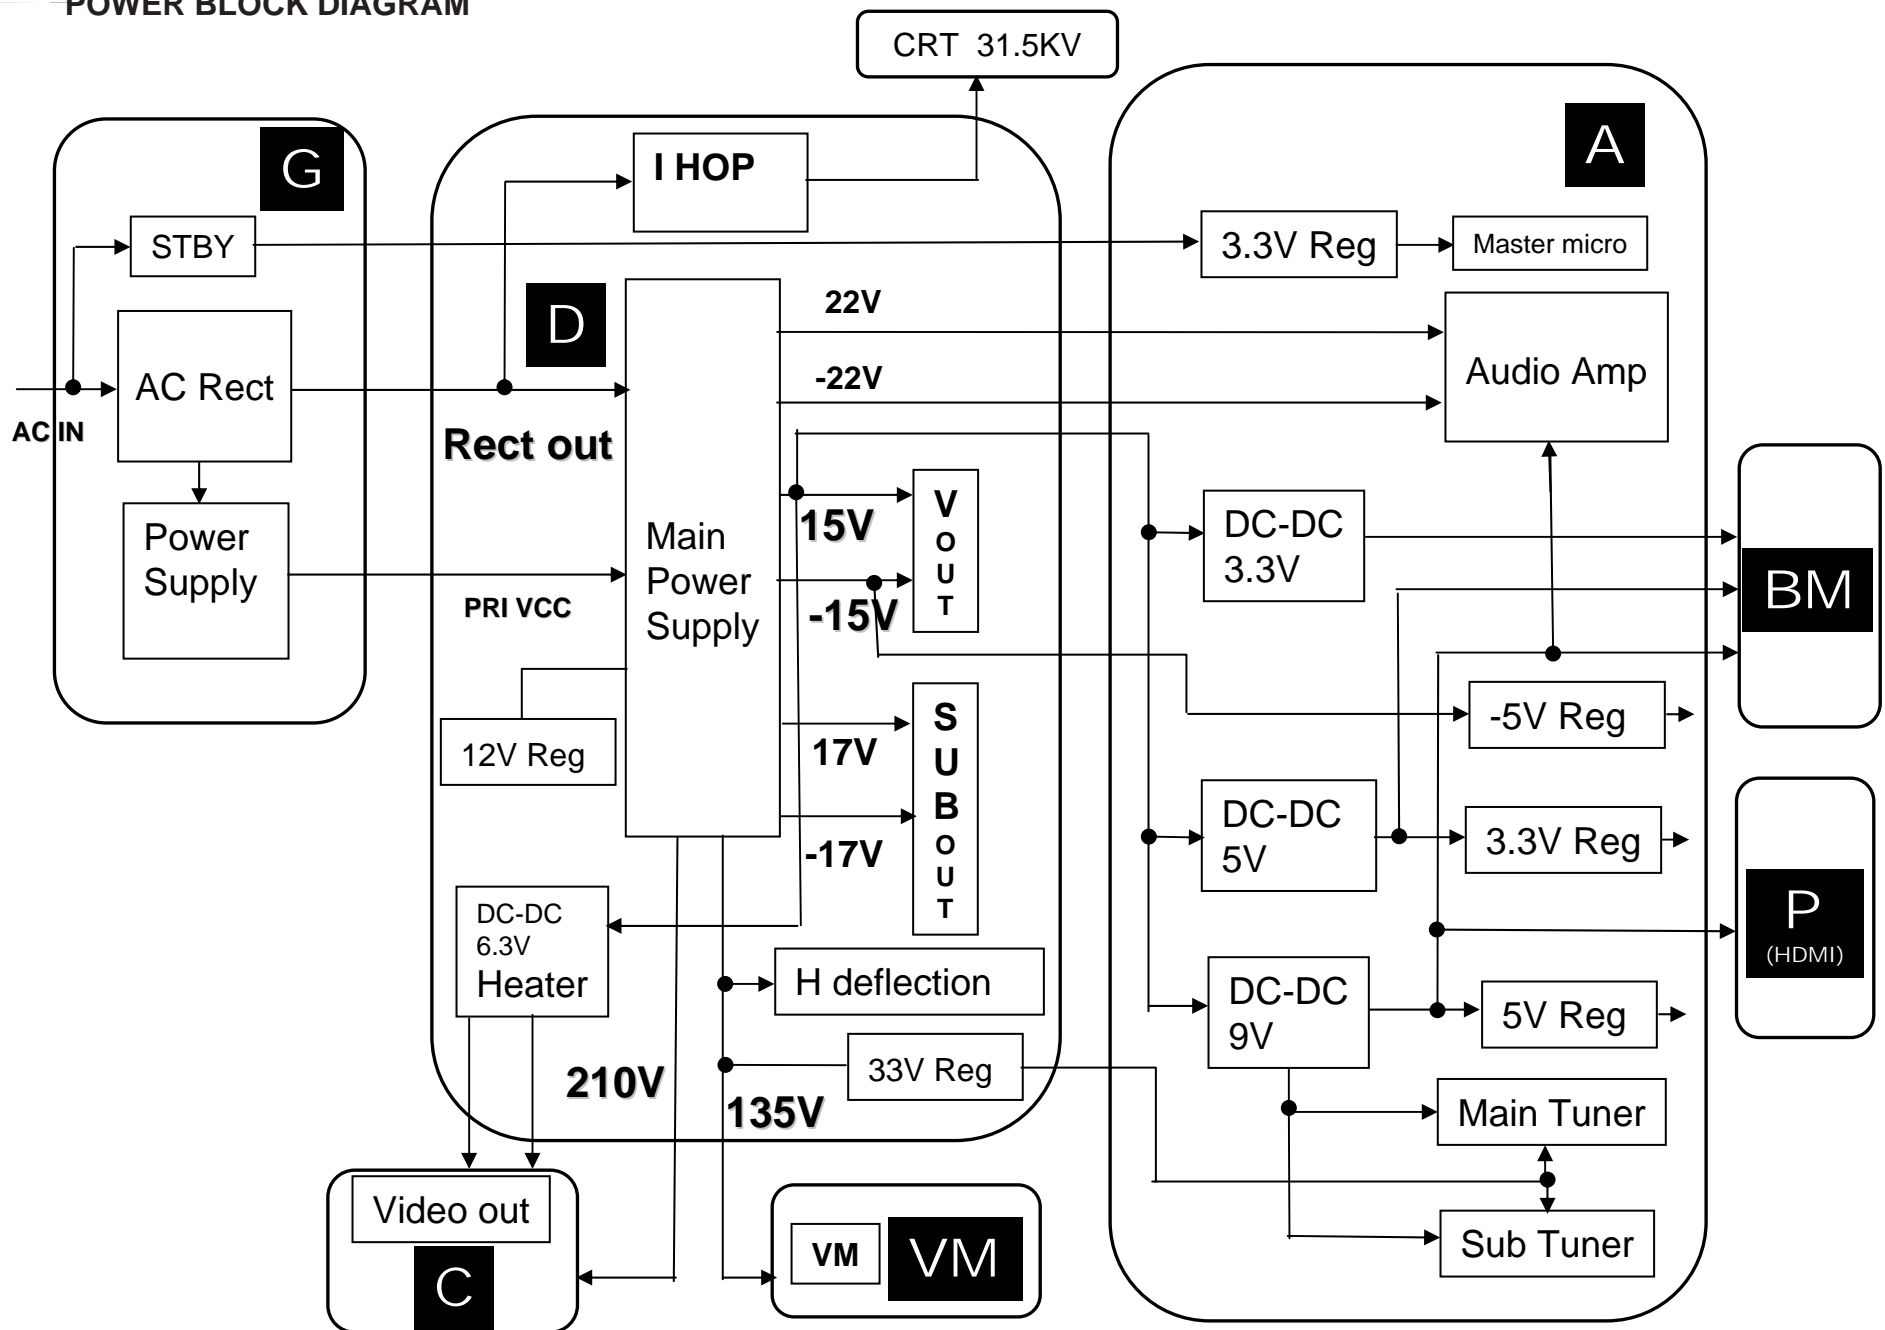 POWER BLOCK DIAGRAM
CRT 31.5KV
G
STBY
AC Rect
AC IN
Power
Supply
I HOP
D
Rect out
PRI VCC
Main
Power
Supply
12V Reg
22V
-22V
15V
-15V
V
O
U
T
17V
-17V
S
U
B
O
U
T
DC-DC
6.3V
Heater
H deflection
33V Reg
210V
135V
Video out
C
VM
VM
A
3.3V Reg
Master micro
Audio Amp
DC-DC
3.3V
-5V Reg
DC-DC
5V
3.3V Reg
DC-DC
9V
5V Reg
Main Tuner
Sub Tuner
BM
P
(HDMI)